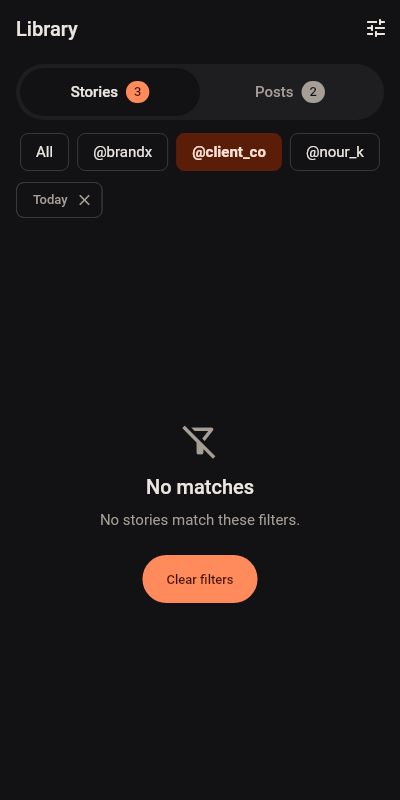 Library
Stories 3 Posts 2
All @brandx @client_co @nour_k
Today
No matches
No stories match these filters.
Clear filters